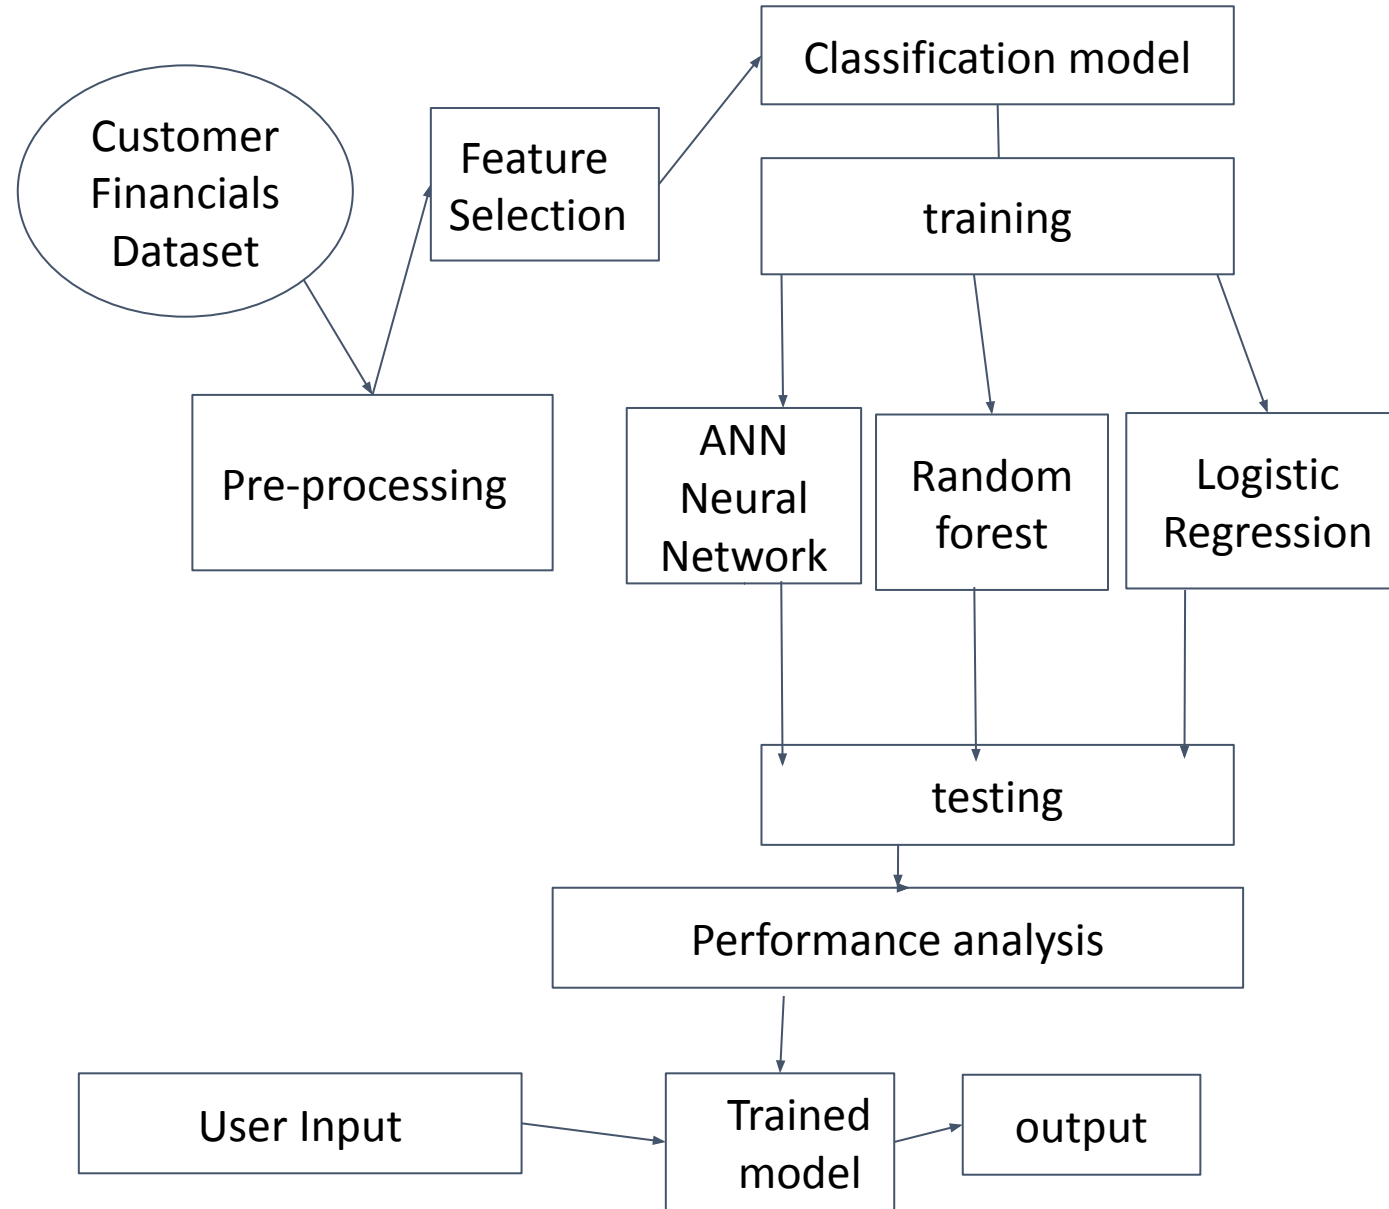 Classification model
Customer
Financials
Dataset
Feature
Selection
training
Pre-processing
ANN
Neural
Network
Random
forest
Logistic
Regression
testing
Performance analysis
User Input
Trained
model
output